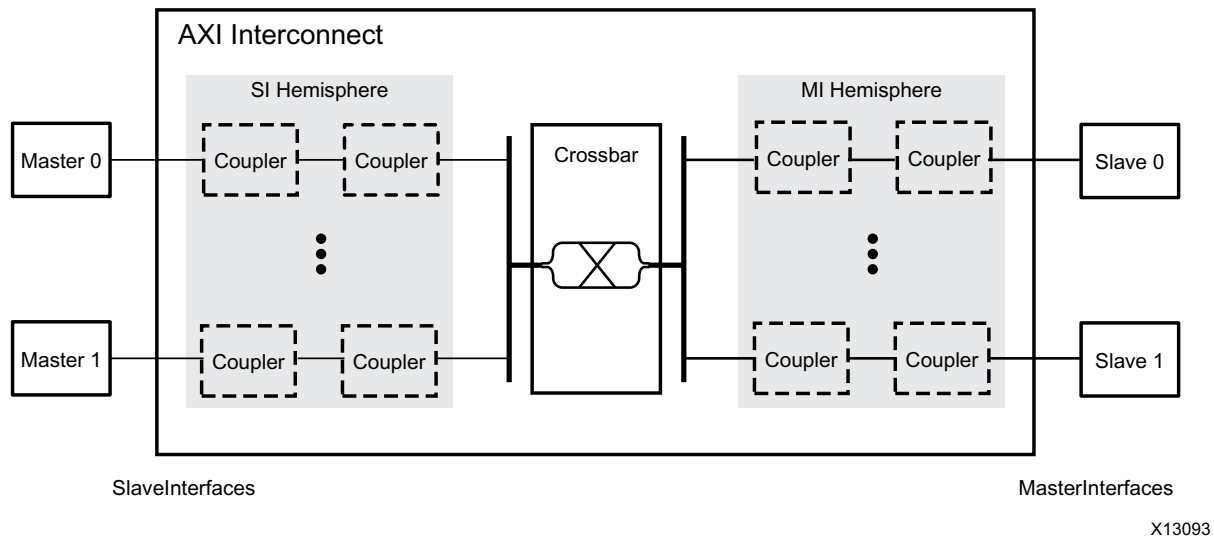 AXI Interconnect
SI Hemisphere
MI Hemisphere
Master 0
Coupler
Coupler
Crossbar
Coupler
Coupler
Slave 0
Master 1
Coupler
Coupler
Coupler
Coupler
Slave 1
SlaveInterfaces
MasterInterfaces
X13093